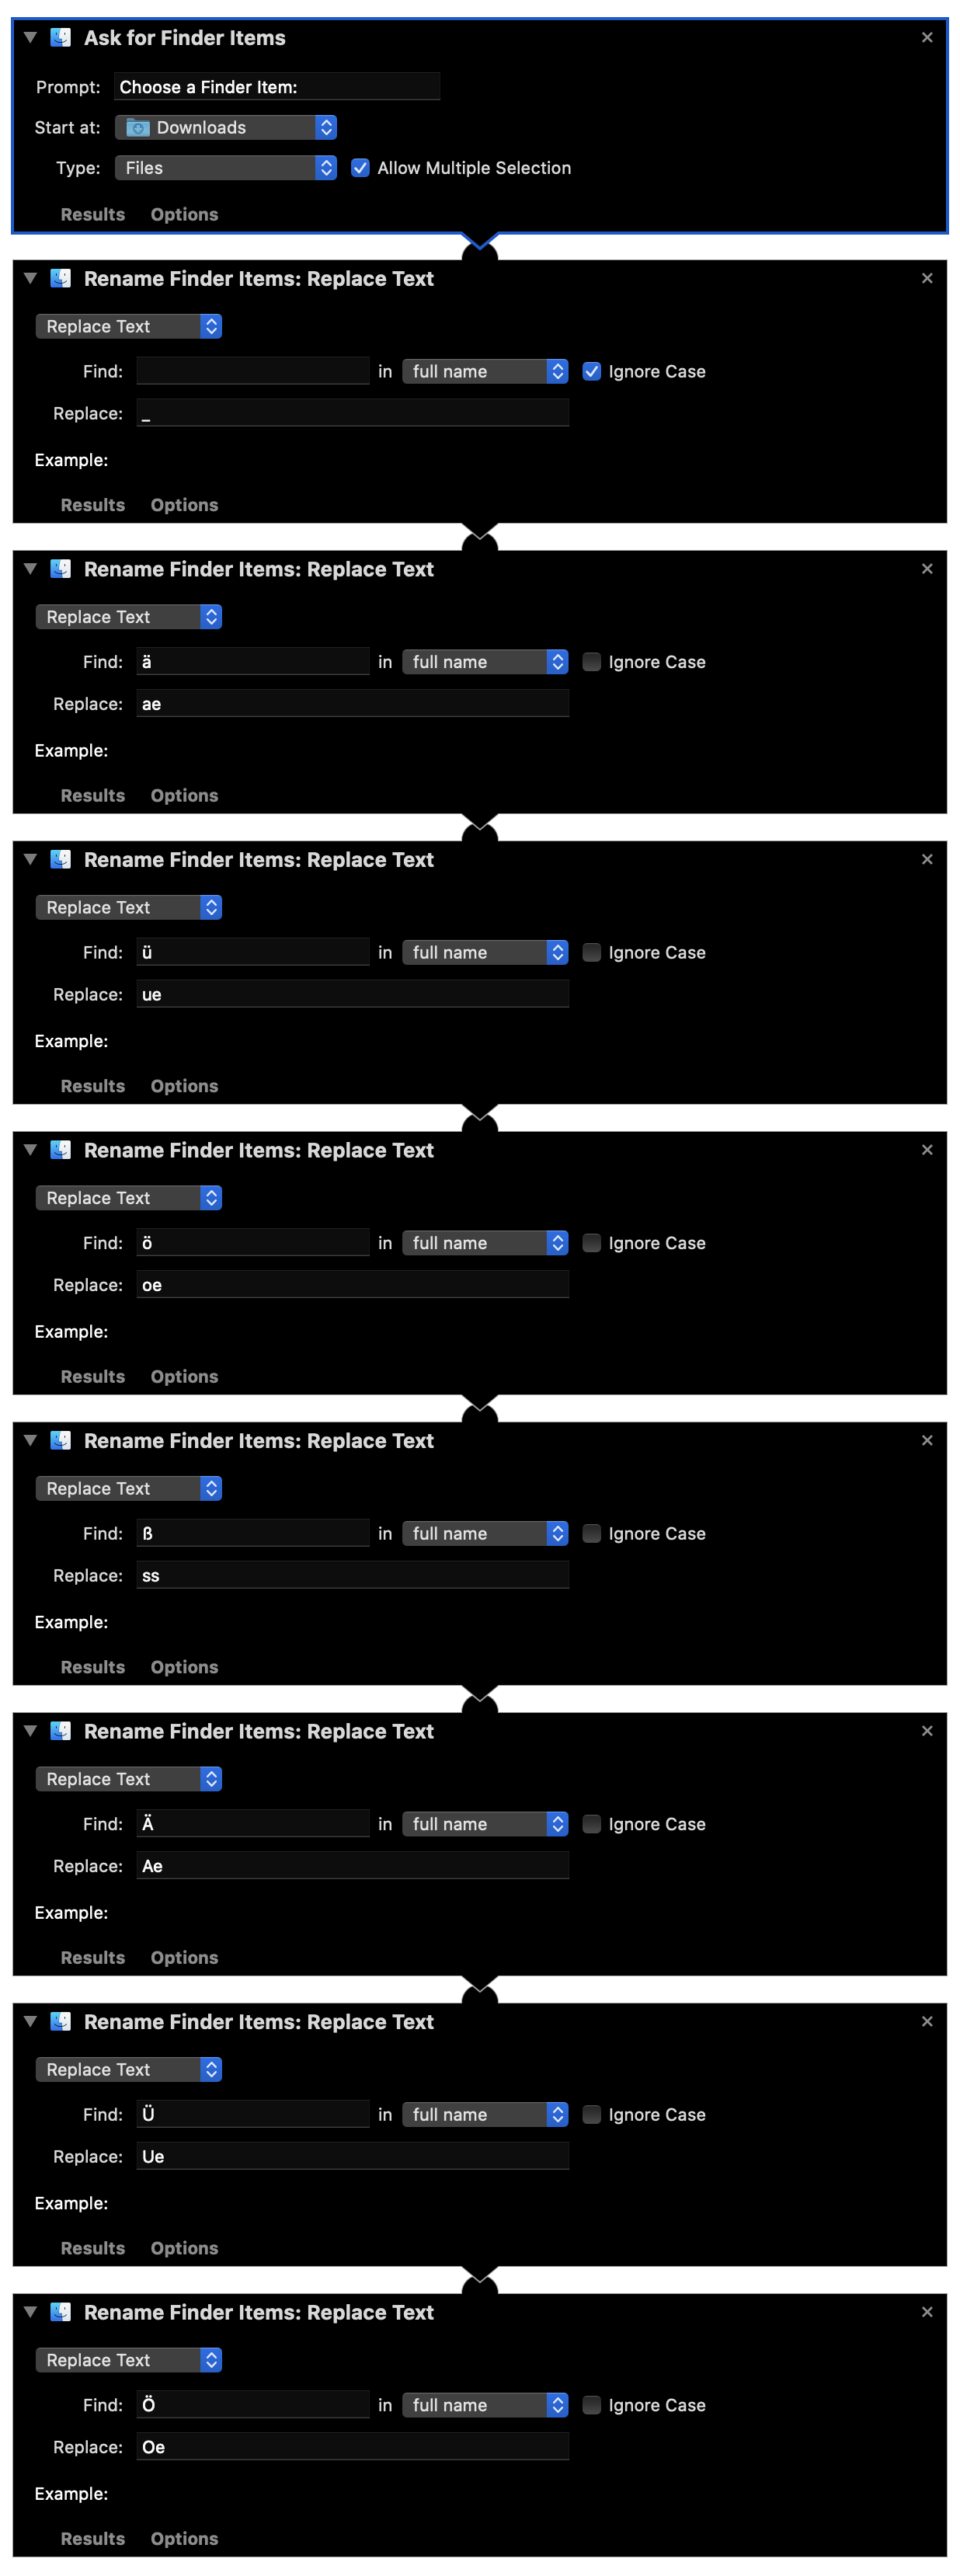 Ask for Finder Items
Prompt: Choose a Finder Item:
Start at: Downloads
Type: Files Allow Multiple Selection
Results Options
Rename Finder Items: Replace Text
Replace Text
Find: in full name Ignore Case
Replace: _
Example:
Results Options
Rename Finder Items: Replace Text
Replace Text
Find: ä in full name Ignore Case
Replace: ae
Example:
Results Options
Rename Finder Items: Replace Text
Replace Text
Find: ü in full name Ignore Case
Replace: ue
Example:
Results Options
Rename Finder Items: Replace Text
Replace Text
Find: ö in full name Ignore Case
Replace: oe
Example:
Results Options
Rename Finder Items: Replace Text
Replace Text
Find: ß in full name Ignore Case
Replace: ss
Example:
Results Options
Rename Finder Items: Replace Text
Replace Text
Find: Ä in full name Ignore Case
Replace: Ae
Example:
Results Options
Rename Finder Items: Replace Text
Replace Text
Find: Ü in full name Ignore Case
Replace: Ue
Example:
Results Options
Rename Finder Items: Replace Text
Replace Text
Find: Ö in full name Ignore Case
Replace: Oe
Example:
Results Options